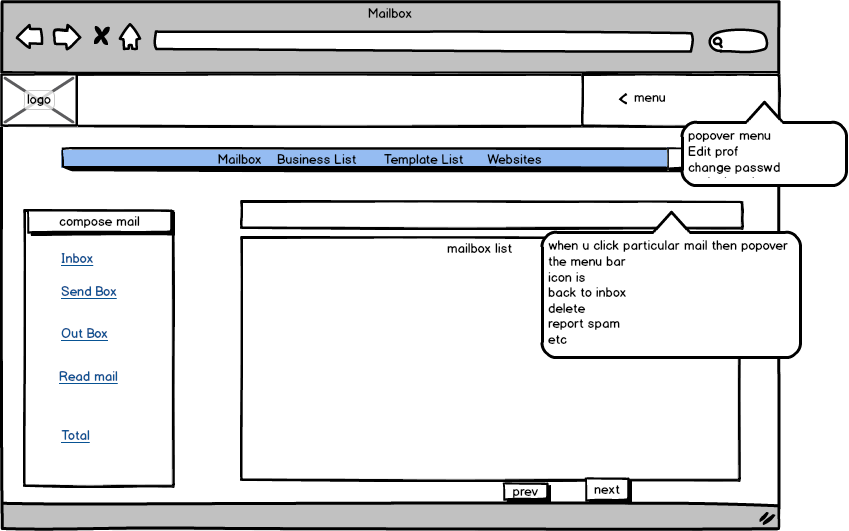 Mailbox
logo
menu
popover menu
Edit prof
change passwd
Mailbox Business List Template List Websites
compose mail
Inbox
Send Box
Out Box
Read mail
Total
mailbox list
when u click particular mail then popover
the menu bar
icon is
back to inbox
delete
report spam
etc
prev
next